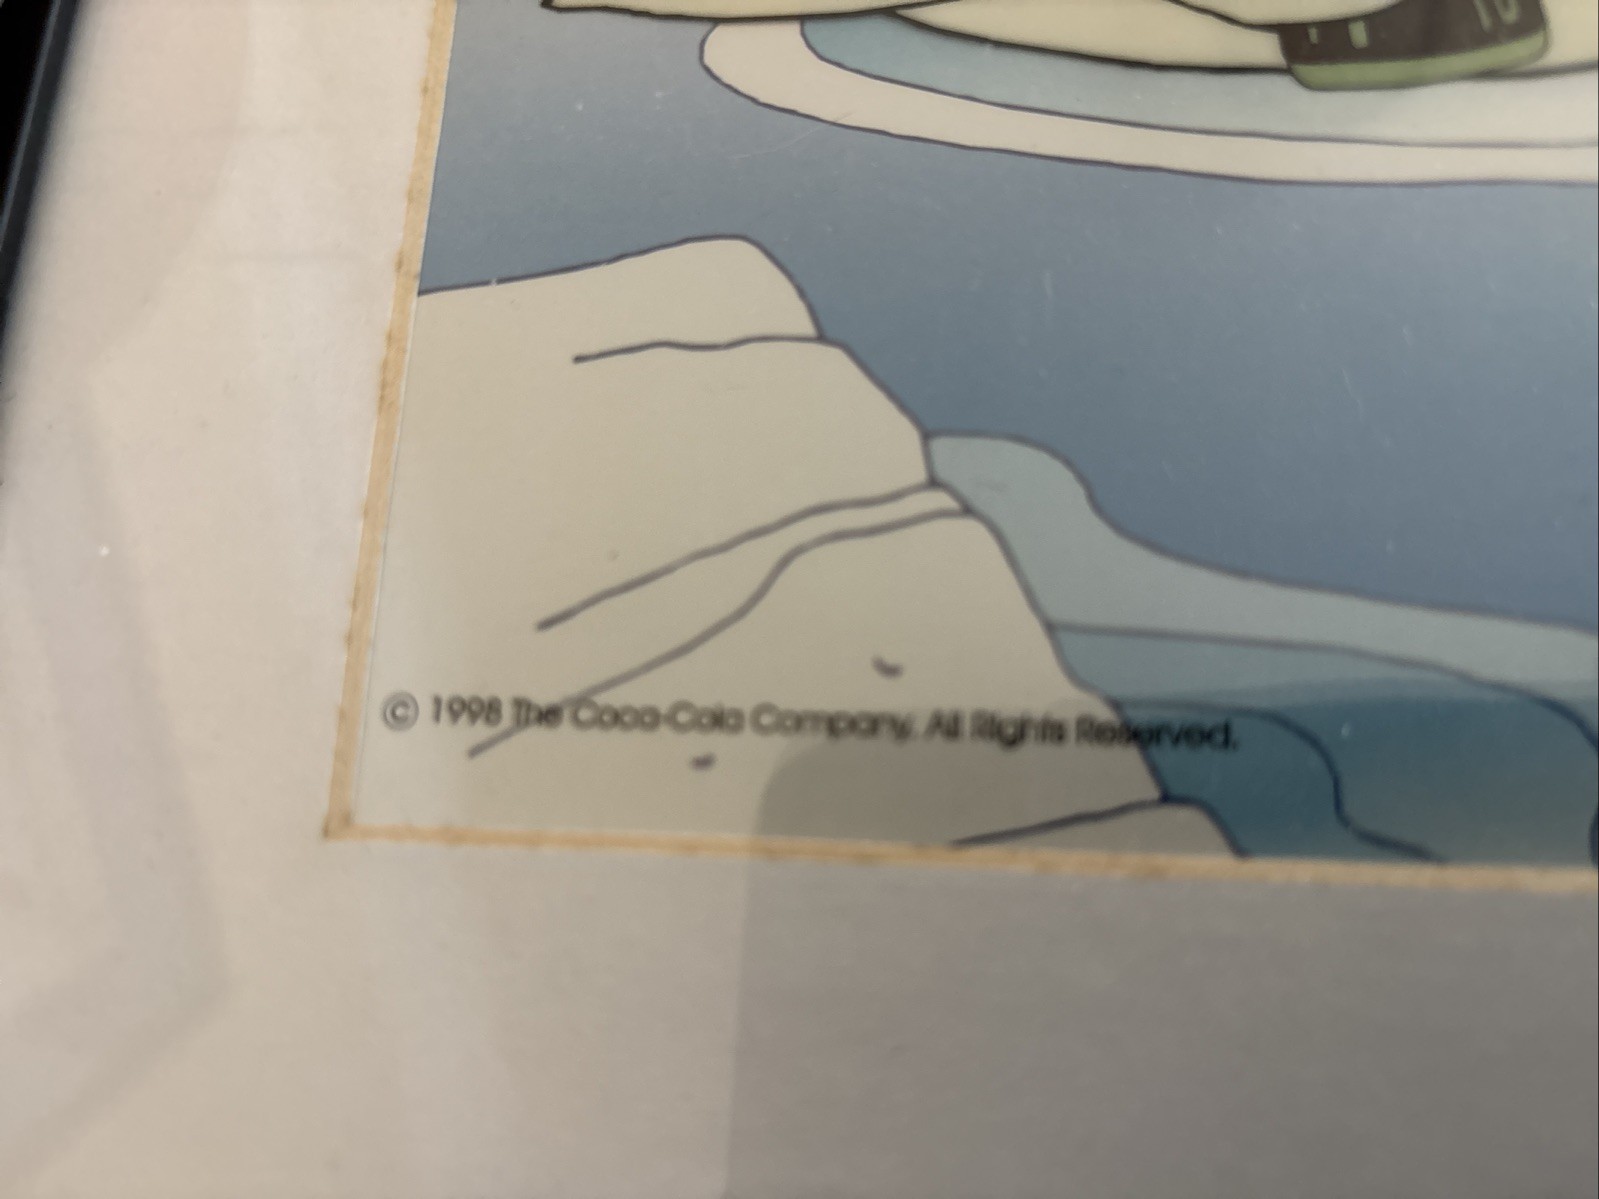 © 1998 The Coca-Cola Company. All Rights Reserved.